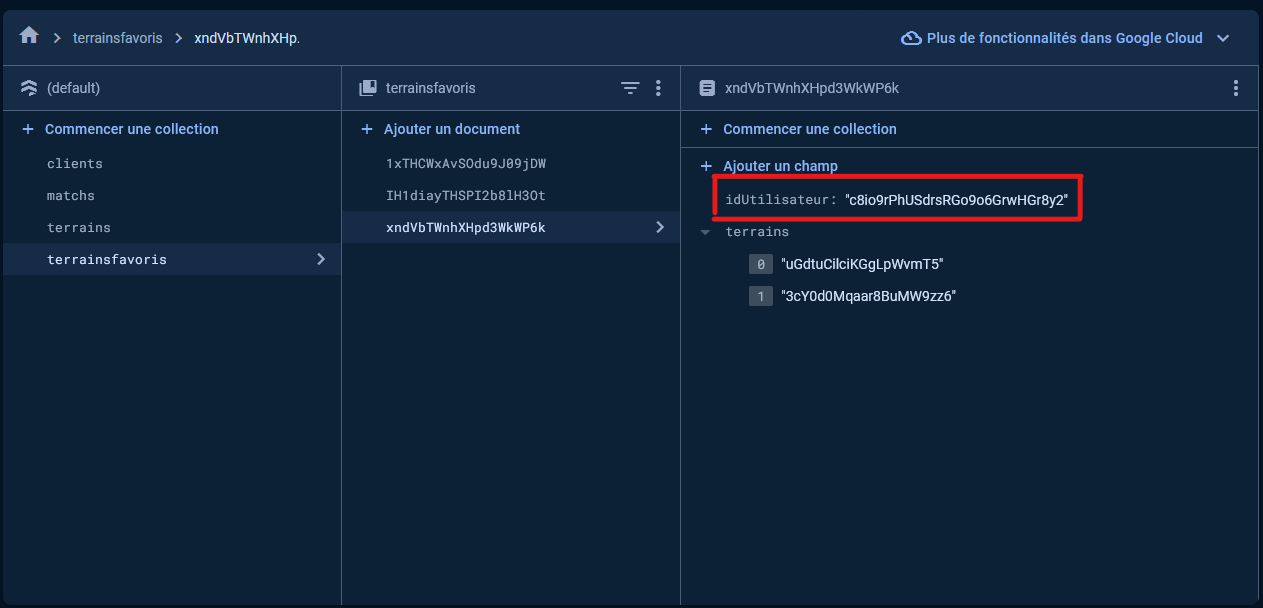 terrainsfavoris > xndVbTWnhXHp.
Plus de fonctionnalités dans Google Cloud
(default)
Commencer une collection
clients
matchs
terrains
terrainsfavoris
terrainsfavoris
Ajouter un document
1xTHCWxAvSOdu9J09jDW
IH1diayTHSPI2b8lH3Ot
xndVbTWnhXHpd3WkWP6k
xndVbTWnhXHpd3WkWP6k
Commencer une collection
Ajouter un champ
idUtilisateur: "c8io9rPhUSdrsRGo9o6GrwHGr8y2"
terrains
0 "uGdtuCilciKGgLpWvmT5"
1 "3cY0d0Mqaar8BuMW9zz6"